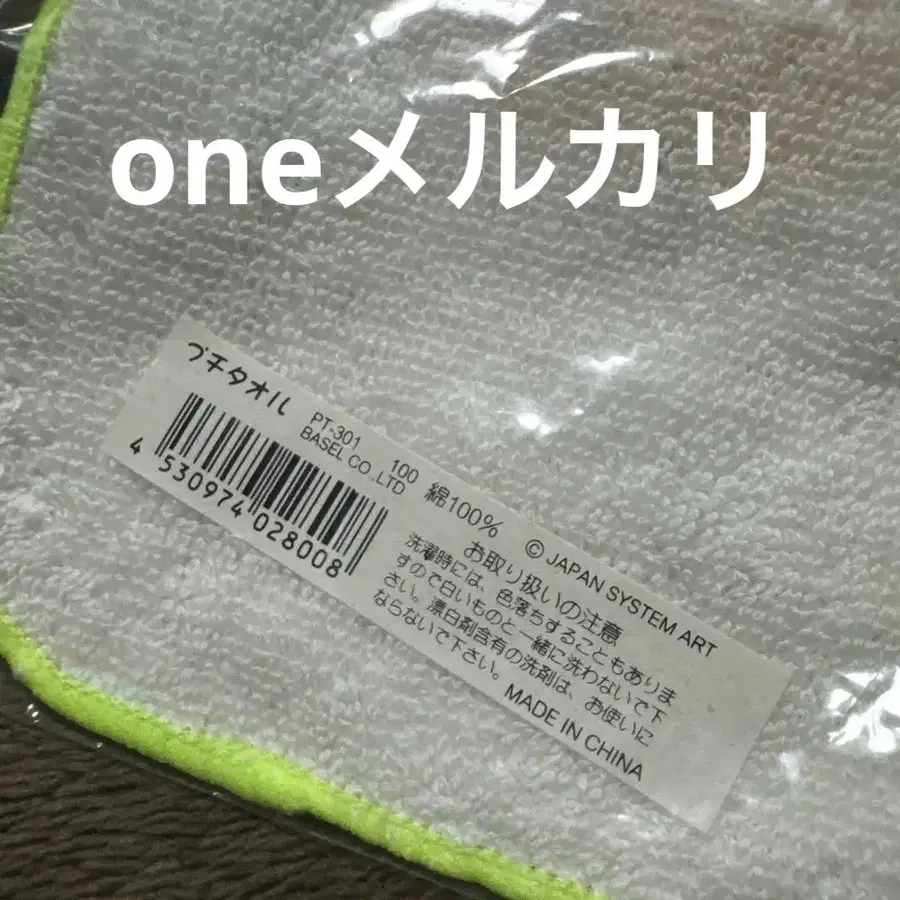 oneメルカリ
プチタオル
PT-301 100
BASEL CO.,LTD
4 530974 028008
綿100%
© JAPAN SYSTEM ART
お取り扱いの注意
洗濯時には、色落ちすることもありま
すので白いものと一緒に洗わないで下
さい。漂白剤含有の洗剤は、お使いに
ならないで下さい。
MADE IN CHINA